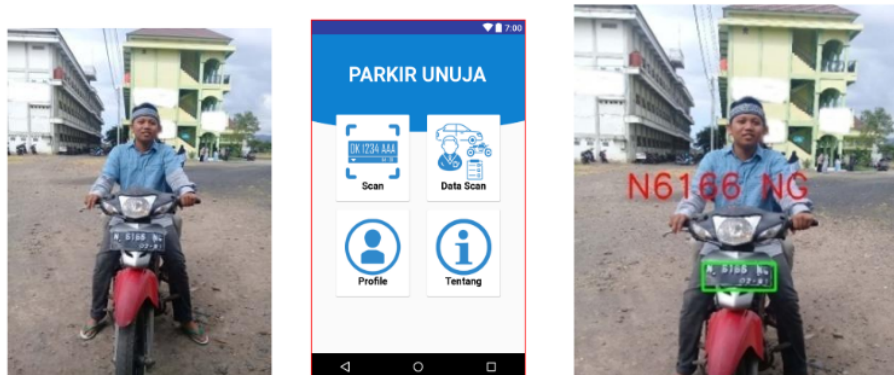 7:00
PARKIR UNUJA
DK 1234 AAA
Scan
Data Scan
Profile
Tentang
N6166 NG